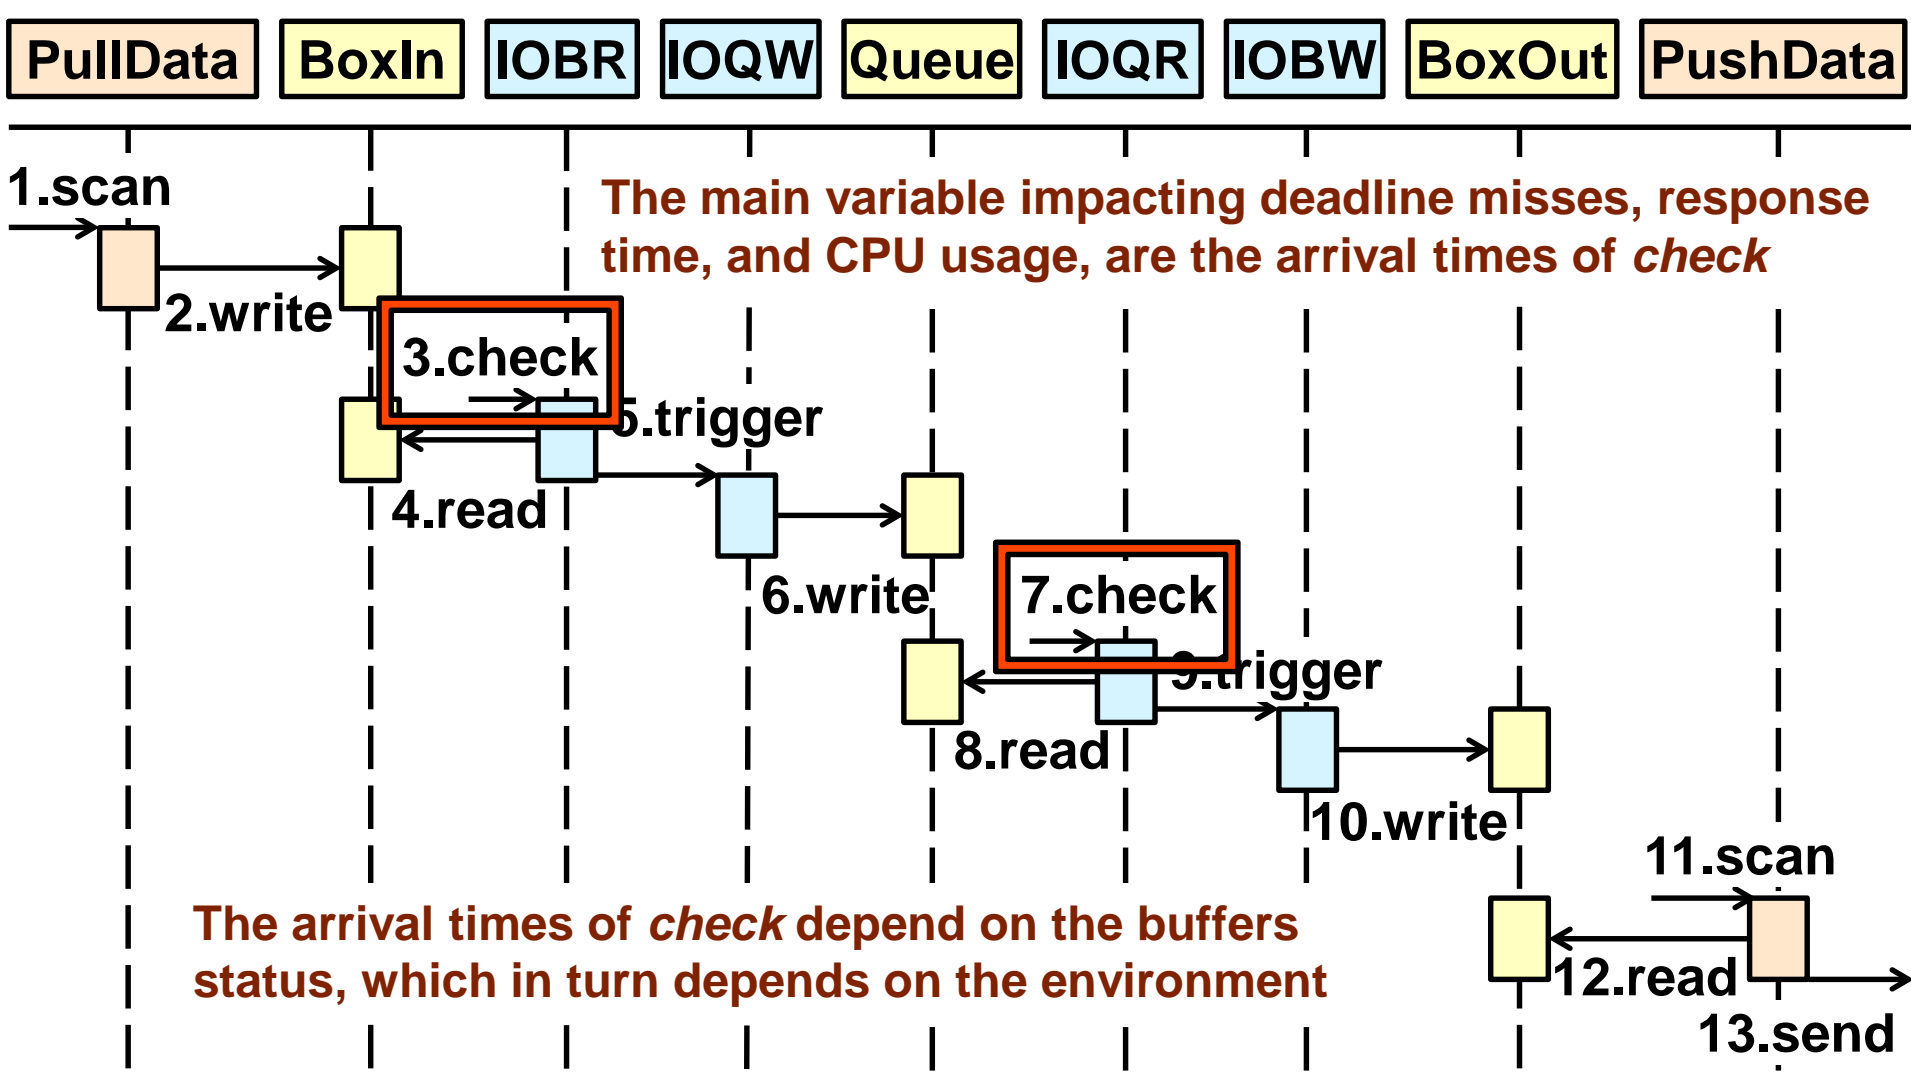 PullData BoxIn IOBR IOQW Queue IOQR IOBW BoxOut PushData
1.scan
The main variable impacting deadline misses, response
time, and CPU usage, are the arrival times of check
2.write
3.check
5.trigger
4.read
6.write
7.check
9.trigger
8.read
10.write
11.scan
The arrival times of check depend on the buffers
status, which in turn depends on the environment
12.read
13.send